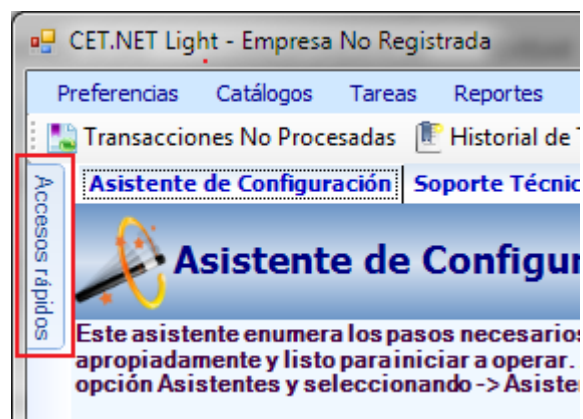 CET.NET Light - Empresa No Registrada
Preferencias Catálogos Tareas Reportes
Transacciones No Procesadas Historial de
Accesos rápidos
Asistente de Configuración Soporte Técnic
Asistente de Configur
Este asistente enumera los pasos necesarios
apropiadamente y listo para iniciar a operar.
opción Asistentes y seleccionando -> Asiste